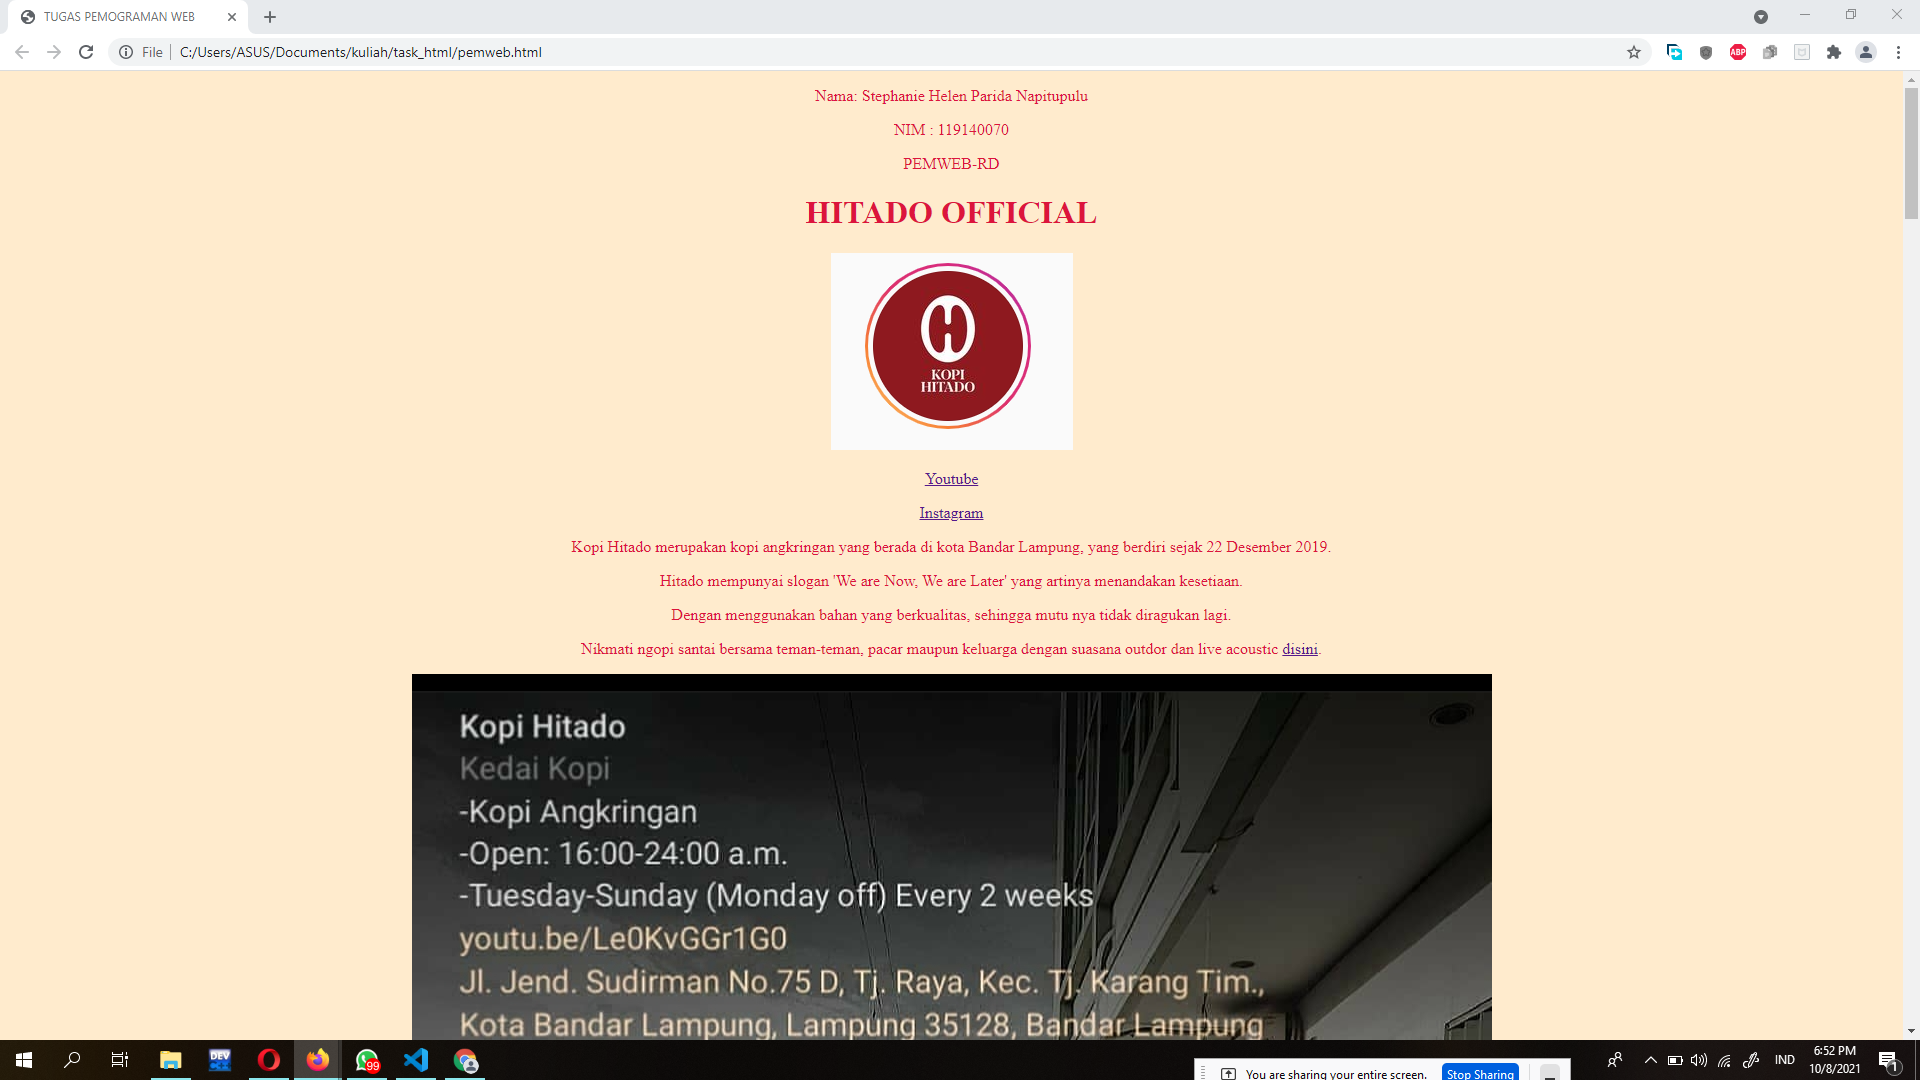 TUGAS PEMOGRAMAN WEB
File
C:/Users/ASUS/Documents/kuliah/task_html/pemweb.html
ABP
Nama: Stephanie Helen Parida Napitupulu
NIM : 119140070
PEMWEB-RD
HITADO OFFICIAL
KOPI
HITADO
Youtube
Instagram
Kopi Hitado merupakan kopi angkringan yang berada di kota Bandar Lampung, yang berdiri sejak 22 Desember 2019.
Hitado mempunyai slogan 'We are Now, We are Later' yang artinya menandakan kesetiaan.
Dengan menggunakan bahan yang berkualitas, sehingga mutu nya tidak diragukan lagi.
Nikmati ngopi santai bersama teman-teman, pacar maupun keluarga dengan suasana outdor dan live acoustic disini.
Kopi Hitado
Kedai Kopi
-Kopi Angkringan
-Open: 16:00-24:00 a.m.
-Tuesday-Sunday (Monday off) Every 2 weeks
youtu.be/Le0KvGGr1G0
Jl. Jend. Sudirman No.75 D, Tj. Raya, Kec. Tj. Karang Tim.,
Kota Bandar Lampung, Lampung 35128, Bandar Lampung
DEV
99
You are sharing your entire screen.
Stop Sharing
IND
6:52 PM
10/8/2021
1